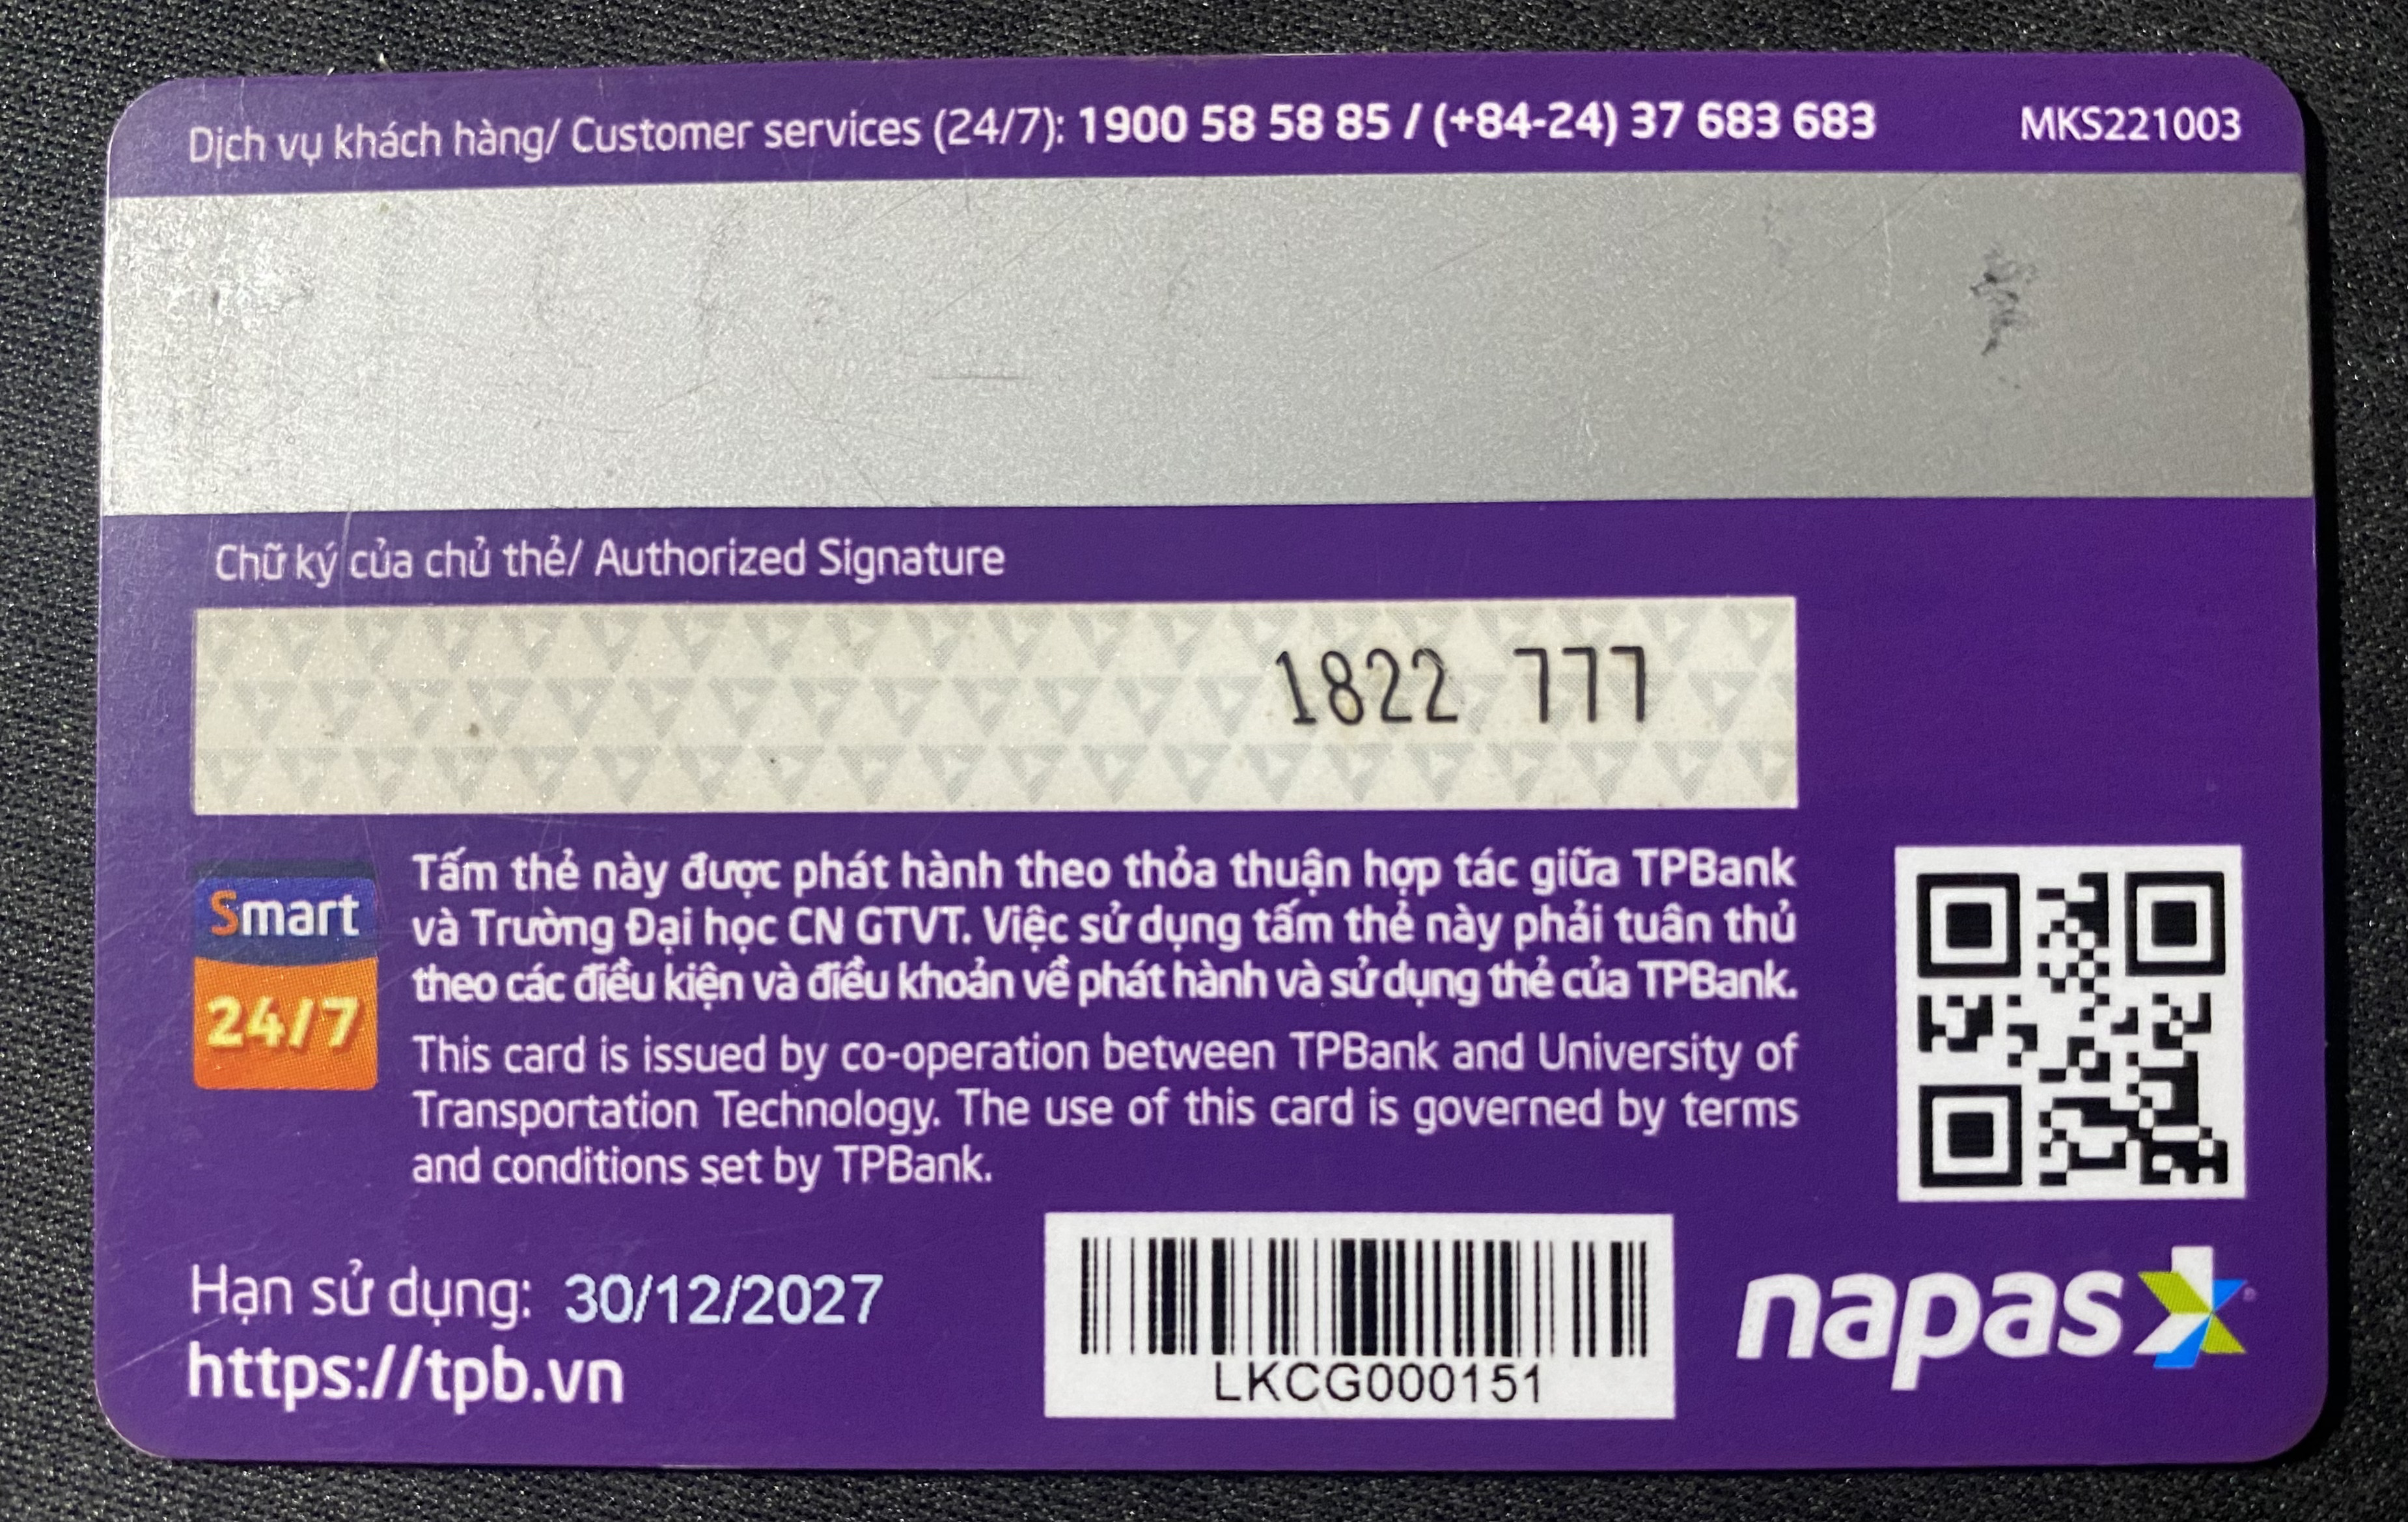 Dịch vụ khách hàng/ Customer services (24/7): 1900 58 58 85 / (+84-24) 37 683 683
MKS221003
Chữ ký của chủ thẻ/ Authorized Signature
1822 777
Smart
24/7
Tấm thẻ này được phát hành theo thỏa thuận hợp tác giữa TPBank
và Trường Đại học CN GTVT. Việc sử dụng tấm thẻ này phải tuân thủ
theo các điều kiện và điều khoản về phát hành và sử dụng thẻ của TPBank.
This card is issued by co-operation between TPBank and University of
Transportation Technology. The use of this card is governed by terms
and conditions set by TPBank.
Hạn sử dụng: 30/12/2027
https://tpb.vn
LKCG000151
napas